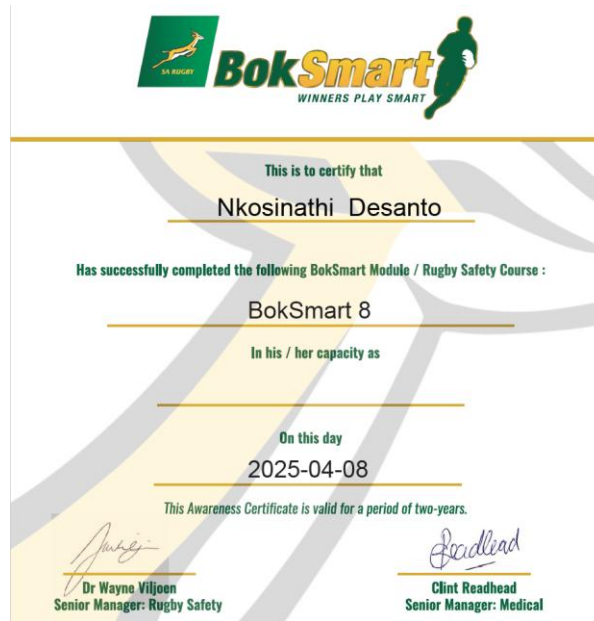 SA RUGBY
BokSmart
WINNERS PLAY SMART
This is to certify that
Nkosinathi Desanto
Has successfully completed the following BokSmart Module / Rugby Safety Course :
BokSmart 8
In his / her capacity as
On this day
2025-04-08
This Awareness Certificate is valid for a period of two-years.
Readhead
Dr Wayne Viljoen
Clint Readhead
Senior Manager: Rugby Safety
Senior Manager: Medical